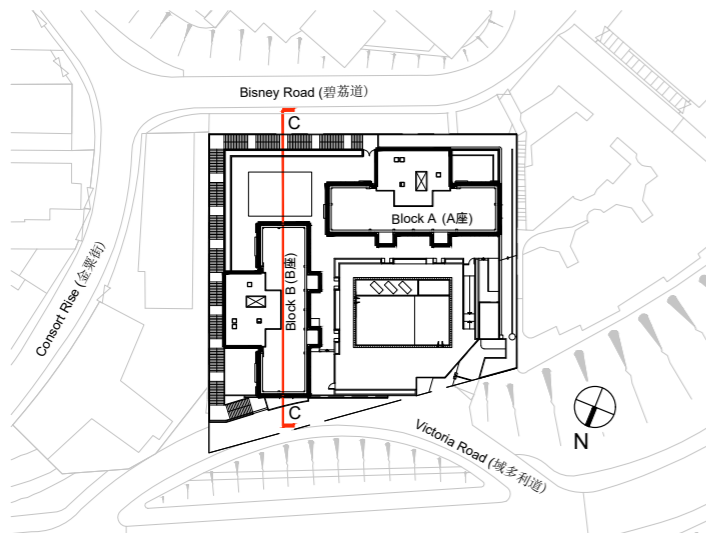 Bisney Road (碧荔道)
C
Block A (A座)
Block B (B座)
Consort Rise (金粟街)
C
Victoria Road (域多利道)
N